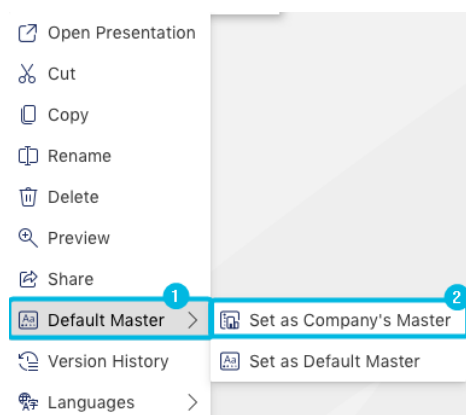 Open Presentation
Cut
Copy
Rename
Delete
Preview
Share
1
2
Default Master
Set as Company's Master
Version History
Set as Default Master
Languages